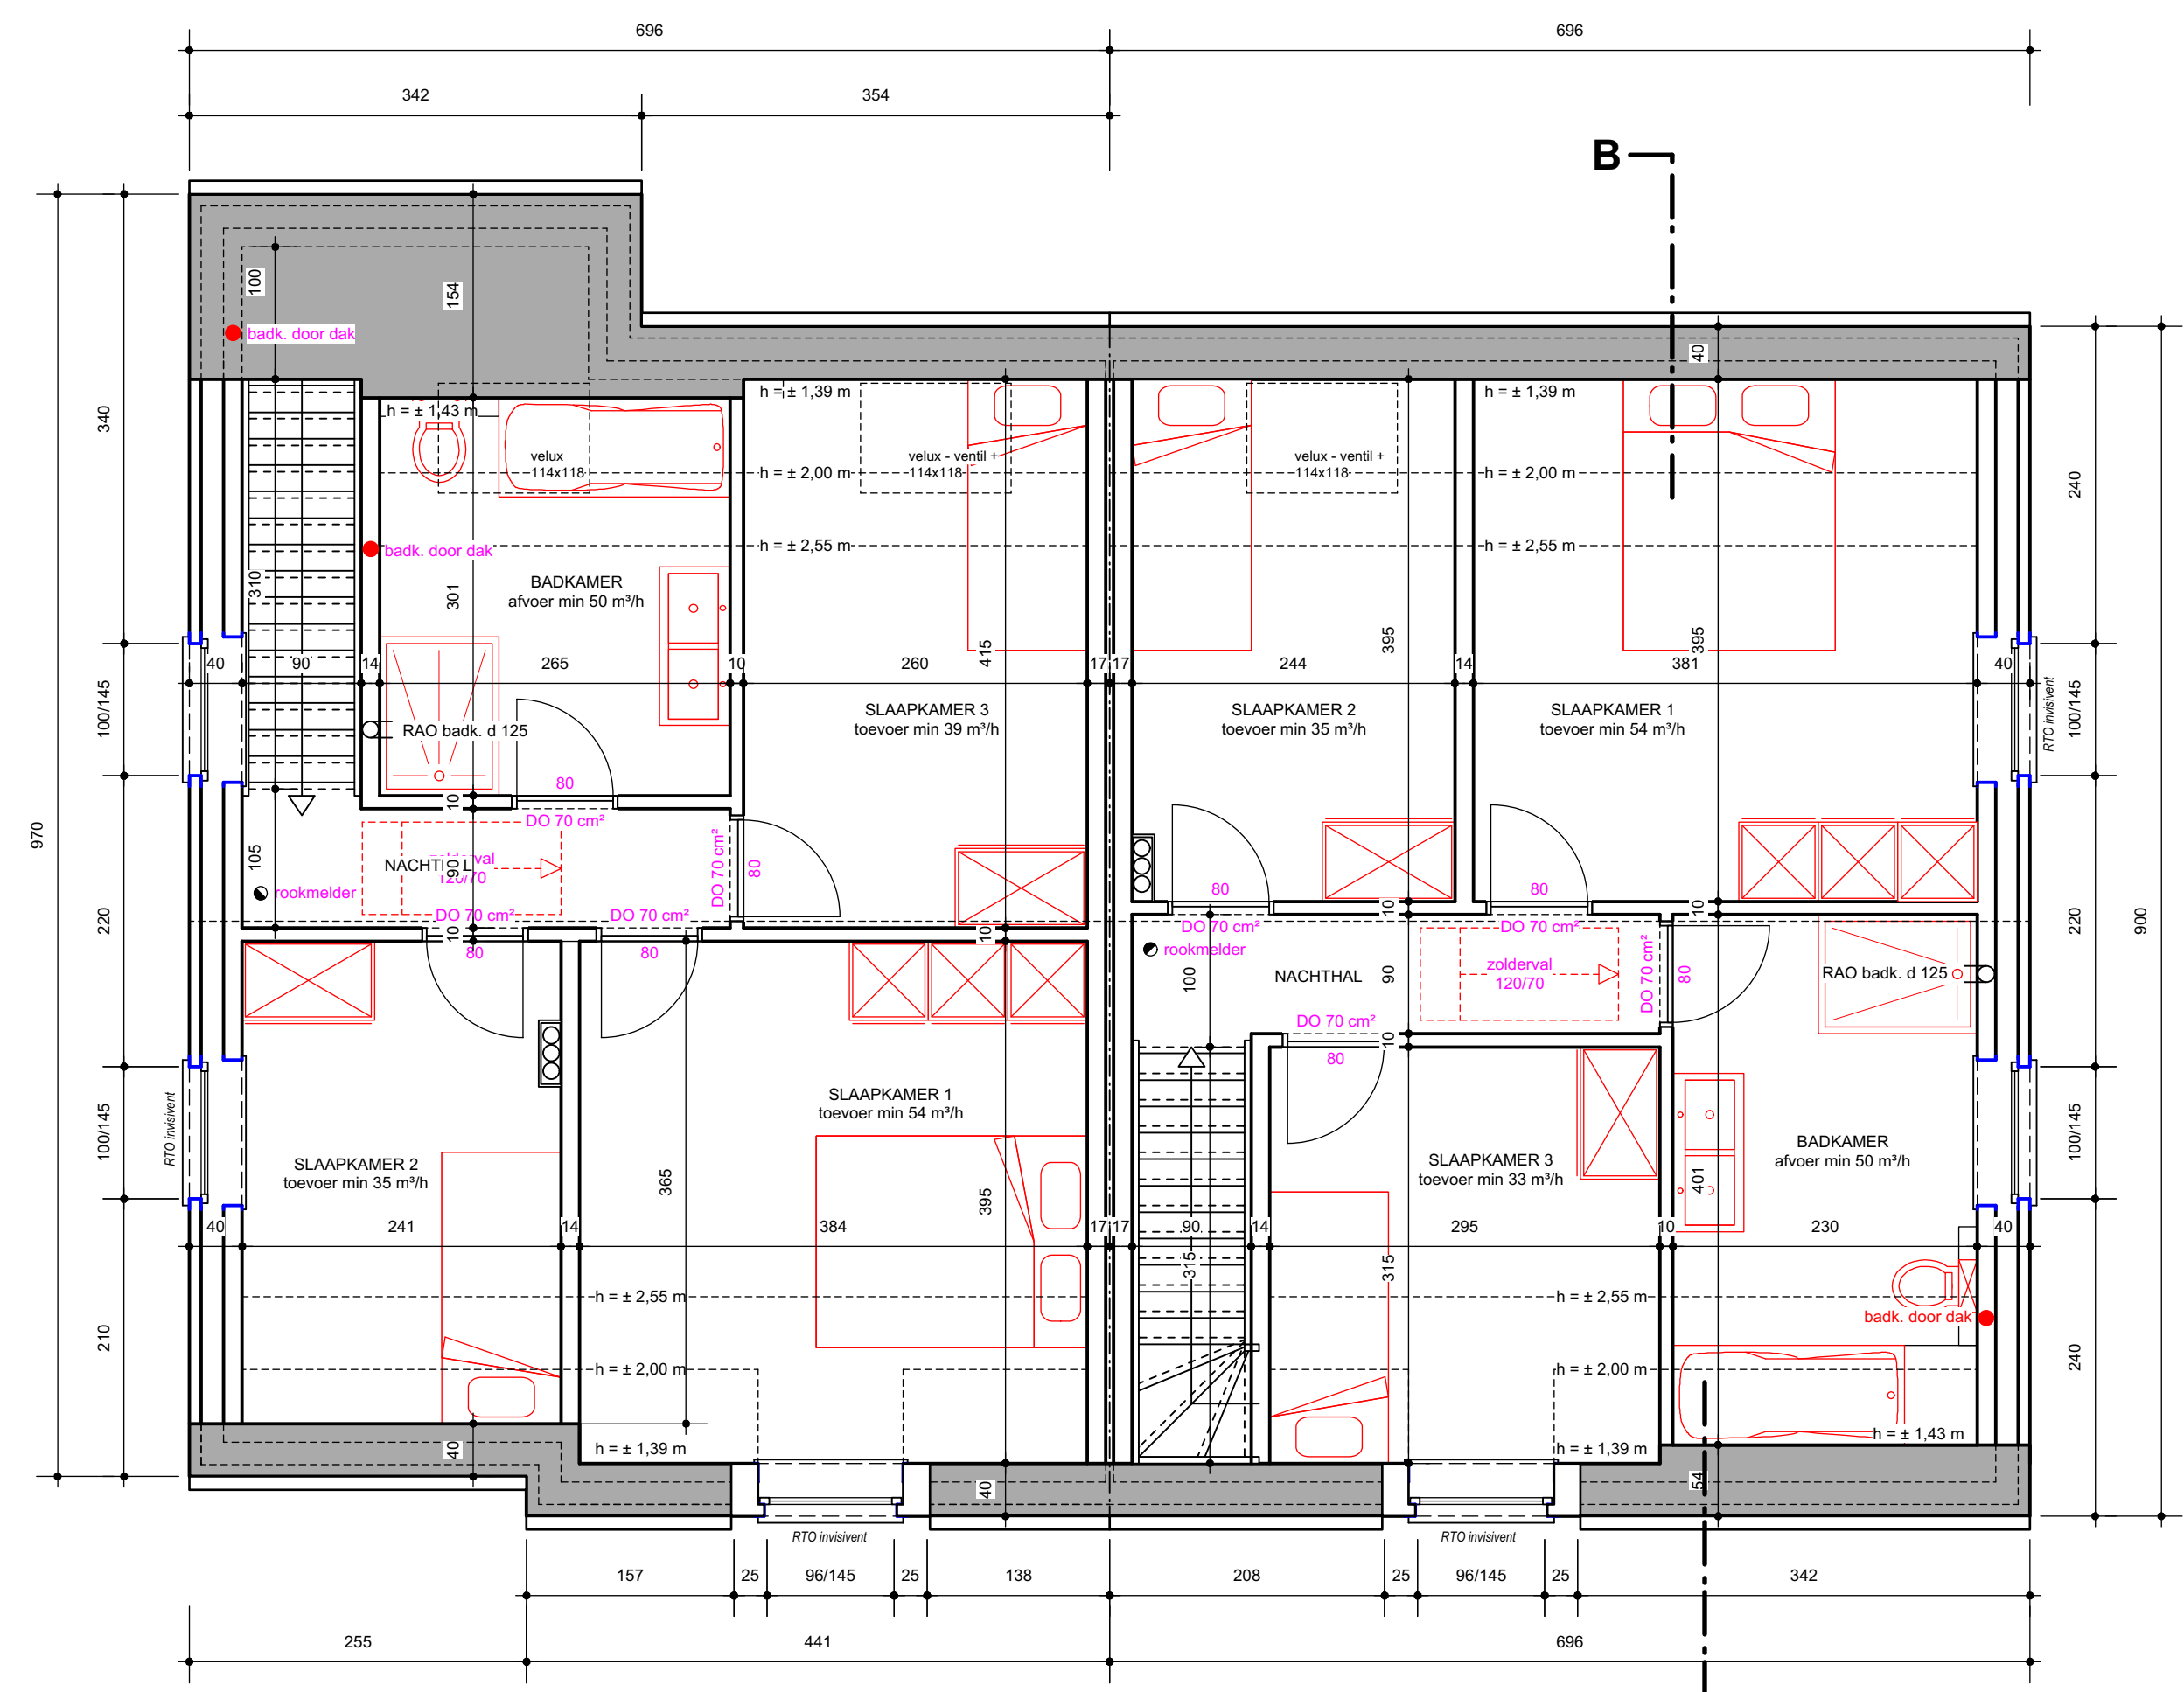 696
696
342
354
B
100
154
40
badk. door dak
h = ± 1,43 m
h = ± 1,39 m
h = ± 1,39 m
velux
114x118
velux - ventil +
114x118
velux - ventil +
114x118
h = ± 2,00 m
h = ± 2,00 m
h = ± 2,55 m
h = ± 2,55 m
badk. door dak
340
240
310
301
BADKAMER
afvoer min 50 m³/h
415
395
395
40
90
14
265
10
260
17
17
244
14
381
40
100/145
RTO invisivent
100/145
RAO badk. d 125
SLAAPKAMER 3
toevoer min 39 m³/h
SLAAPKAMER 2
toevoer min 35 m³/h
SLAAPKAMER 1
toevoer min 54 m³/h
80
10
DO 70 cm²
970
105
NACHTHAL
90
120/70
DO 70 cm²
80
rookmelder
DO 70 cm²
DO 70 cm²
80
10
80
10
80
10
80
10
220
220
900
DO 70 cm²
DO 70 cm²
rookmelder
100
NACHTHAL
90
zolderval
120/70
DO 70 cm²
80
RAO badk. d 125
DO 70 cm²
80
10
100/145
RTO invisivent
SLAAPKAMER 2
toevoer min 35 m³/h
365
SLAAPKAMER 1
toevoer min 54 m³/h
395
SLAAPKAMER 3
toevoer min 33 m³/h
401
BADKAMER
afvoer min 50 m³/h
100/145
40
241
14
384
17
17
90
14
295
10
230
40
315
315
h = ± 2,55 m
h = ± 2,55 m
badk. door dak
210
240
h = ± 2,00 m
h = ± 2,00 m
h = ± 1,39 m
h = ± 1,39 m
h = ± 1,43 m
40
40
54
RTO invisivent
RTO invisivent
157
25
96/145
25
138
208
25
96/145
25
342
255
441
696